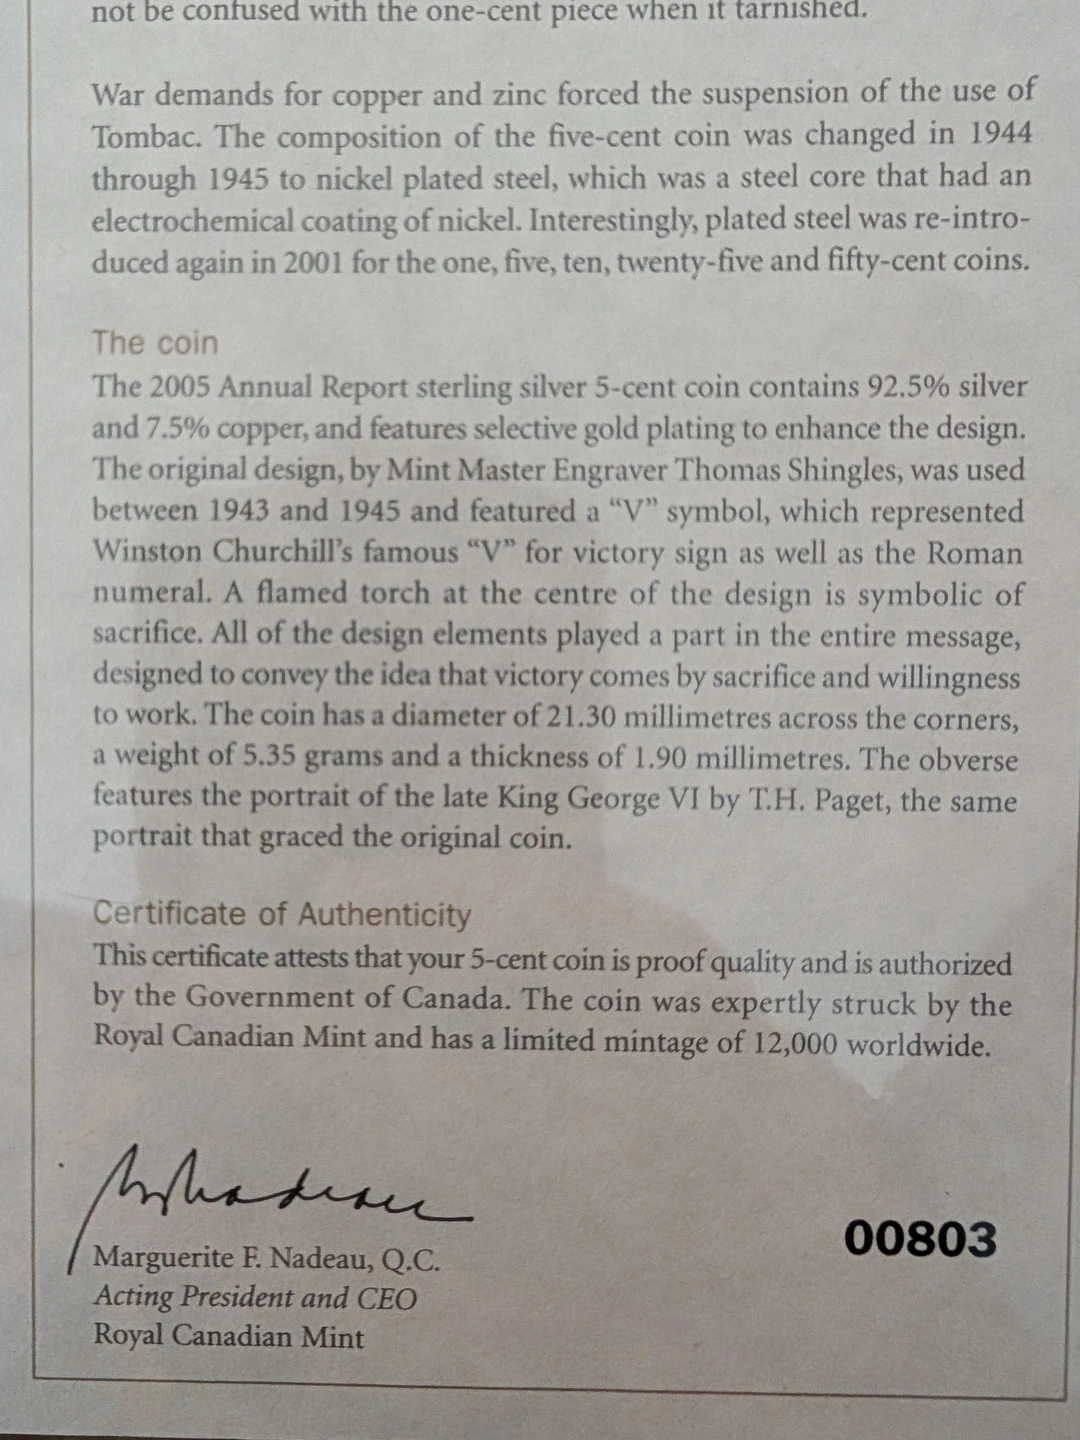 not be confused with the one-cent piece when it tarnished.
War demands for copper and zinc forced the suspension of the use of
Tombac. The composition of the five-cent coin was changed in 1944
through 1945 to nickel plated steel, which was a steel core that had an
electrochemical coating of nickel. Interestingly, plated steel was re-intro-
duced again in 2001 for the one, five, ten, twenty-five and fifty-cent coins.
The coin
The 2005 Annual Report sterling silver 5-cent coin contains 92.5% silver
and 7.5% copper, and features selective gold plating to enhance the design.
The original design, by Mint Master Engraver Thomas Shingles, was used
between 1943 and 1945 and featured a “V” symbol, which represented
Winston Churchill’s famous “V” for victory sign as well as the Roman
numeral. A flamed torch at the centre of the design is symbolic of
sacrifice. All of the design elements played a part in the entire message,
designed to convey the idea that victory comes by sacrifice and willingness
to work. The coin has a diameter of 21.30 millimetres across the corners,
a weight of 5.35 grams and a thickness of 1.90 millimetres. The obverse
features the portrait of the late King George VI by T.H. Paget, the same
portrait that graced the original coin.
Certificate of Authenticity
This certificate attests that your 5-cent coin is proof quality and is authorized
by the Government of Canada. The coin was expertly struck by the
Royal Canadian Mint and has a limited mintage of 12,000 worldwide.
Marguerite F. Nadeau, Q.C.
Acting President and CEO
Royal Canadian Mint
00803